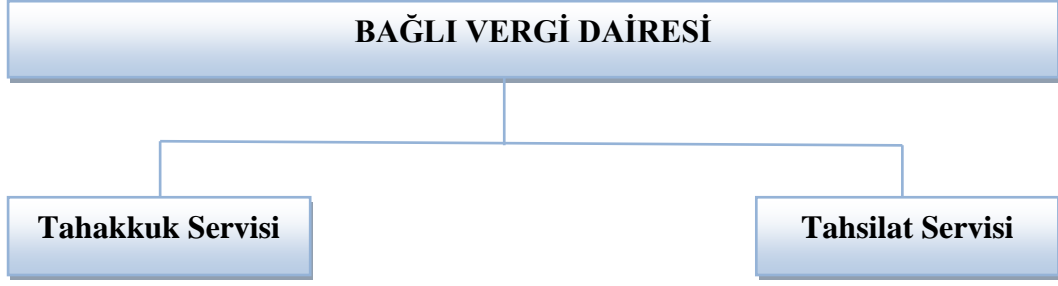 BAĞLI VERGİ DAİRESİ
Tahakkuk Servisi
Tahsilat Servisi